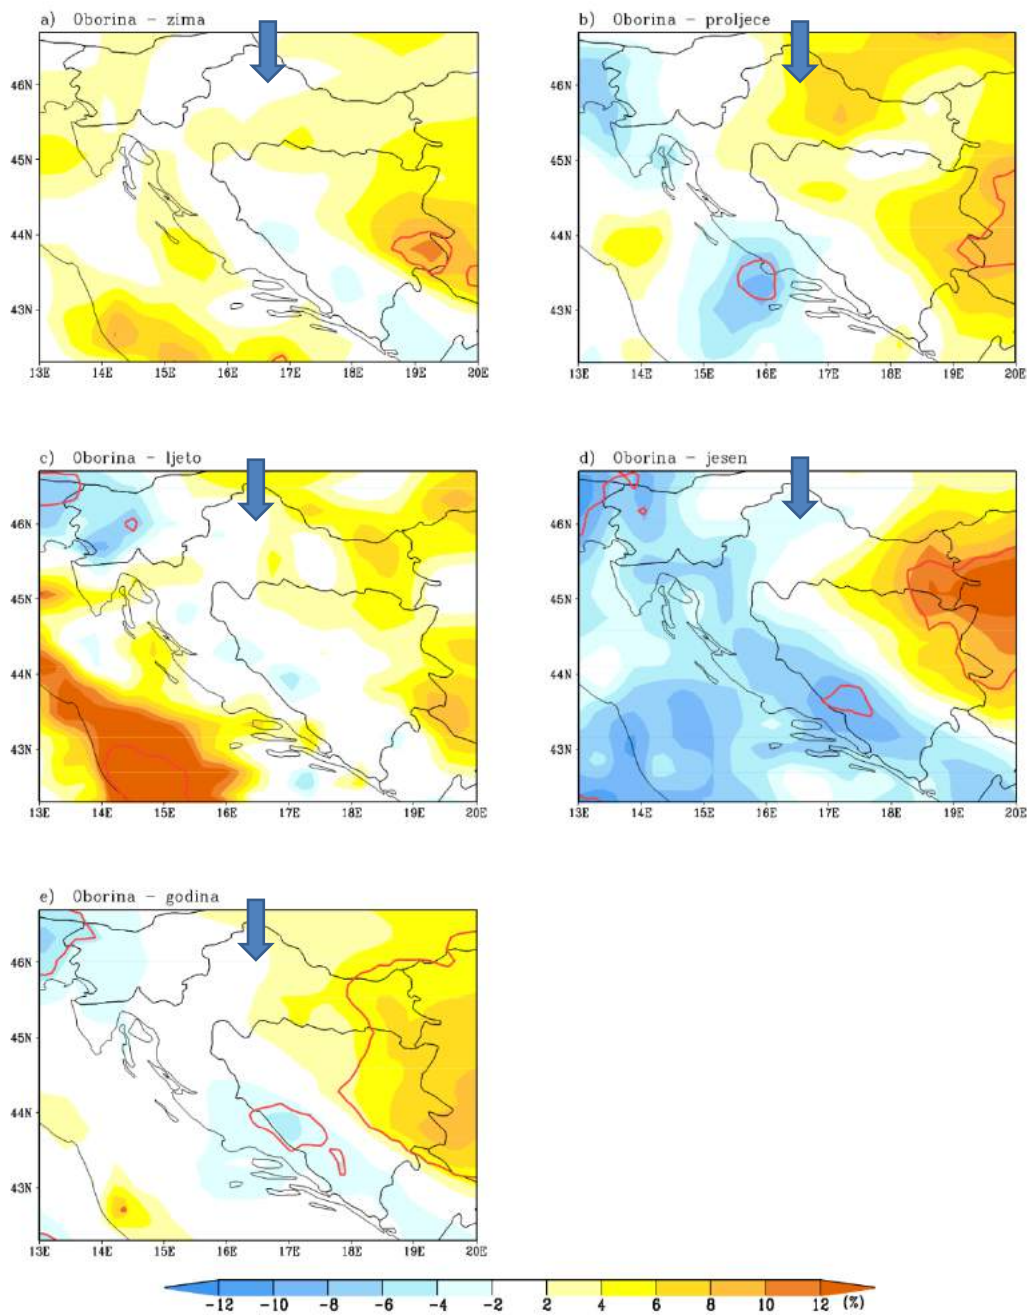 a) Oborina – zima
46N
45N
44N
43N
13E 14E 15E 16E 17E 18E 19E 20E
b) Oborina – proljece
46N
45N
44N
43N
13E 14E 15E 16E 17E 18E 19E 20E
c) Oborina – ljeto
46N
45N
44N
43N
13E 14E 15E 16E 17E 18E 19E 20E
d) Oborina – jesen
46N
45N
44N
43N
13E 14E 15E 16E 17E 18E 19E 20E
e) Oborina – godina
46N
45N
44N
43N
13E 14E 15E 16E 17E 18E 19E 20E
-12 -10 -8 -6 -4 -2 2 4 6 8 10 12 (%)